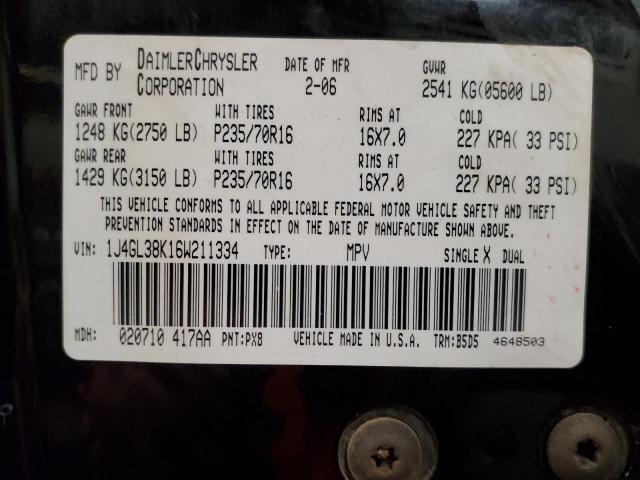 MFD BY DAIMLERCHRYSLER CORPORATION DATE OF MFR 2-06 GVWR 2541 KG(05600 LB)
GAWR FRONT WITH TIRES RIMS AT COLD
1248 KG(2750 LB) P235/70R16 16X7.0 227 KPA( 33 PSI)
GAWR REAR WITH TIRES RIMS AT COLD
1429 KG(3150 LB) P235/70R16 16X7.0 227 KPA( 33 PSI)
THIS VEHICLE CONFORMS TO ALL APPLICABLE FEDERAL MOTOR VEHICLE SAFETY AND THEFT
PREVENTION STANDARDS IN EFFECT ON THE DATE OF MANUFACTURE SHOWN ABOVE.
VIN: 1J4GL38K16W211334 TYPE: MPV SINGLE X DUAL
MDH: 020710 417AA PNT:PX8 VEHICLE MADE IN U.S.A. TRM:B5D5 4648503